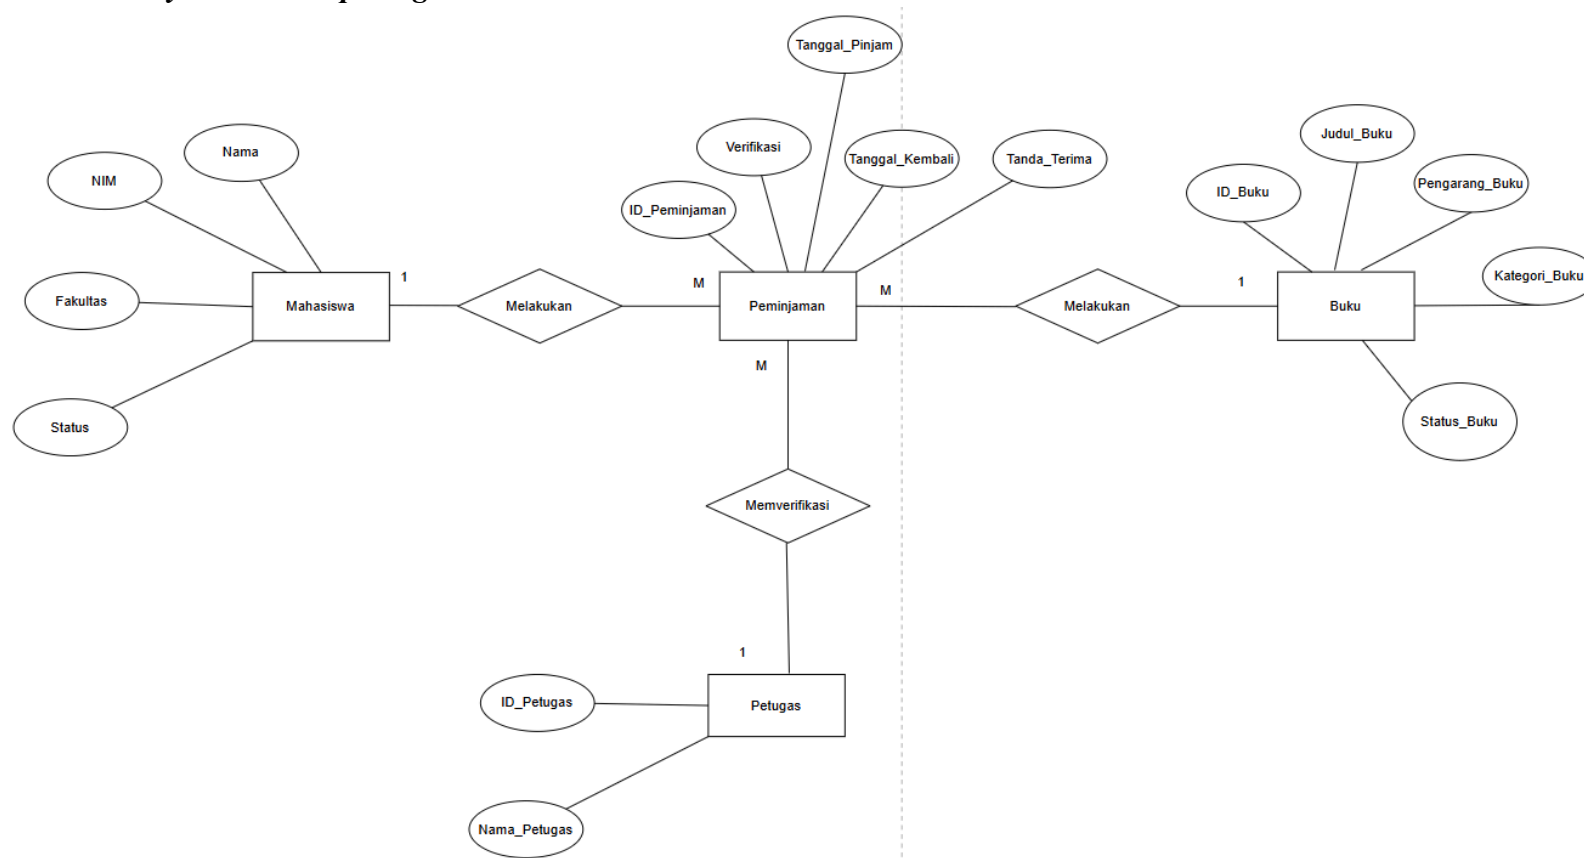 Tanggal_Pinjam
Judul_Buku
Verifikasi
Nama
Tanggal_Kembali
Tanda_Terima
NIM
Pengarang_Buku
ID_Buku
ID_Peminjaman
Kategori_Buku
1
M
M
1
Fakultas
Mahasiswa
Melakukan
Peminjaman
Melakukan
Buku
M
Status
Status_Buku
Memverifikasi
1
ID_Petugas
Petugas
Nama_Petugas